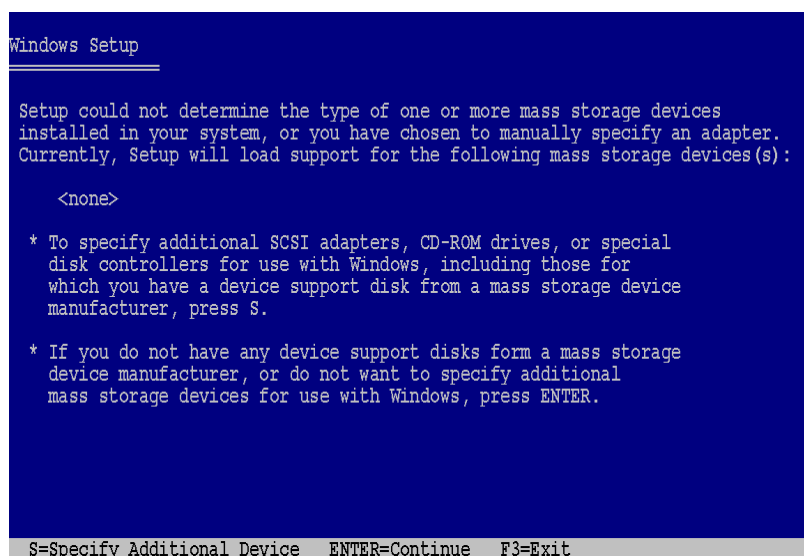 Windows Setup
Setup could not determine the type of one or more mass storage devices
installed in your system, or you have chosen to manually specify an adapter.
Currently, Setup will load support for the following mass storage devices(s):
<none>
* To specify additional SCSI adapters, CD-ROM drives, or special
disk controllers for use with Windows, including those for
which you have a device support disk from a mass storage device
manufacturer, press S.
* If you do not have any device support disks form a mass storage
device manufacturer, or do not want to specify additional
mass storage devices for use with Windows, press ENTER.
S=Specify Additional Device ENTER=Continue F3=Exit